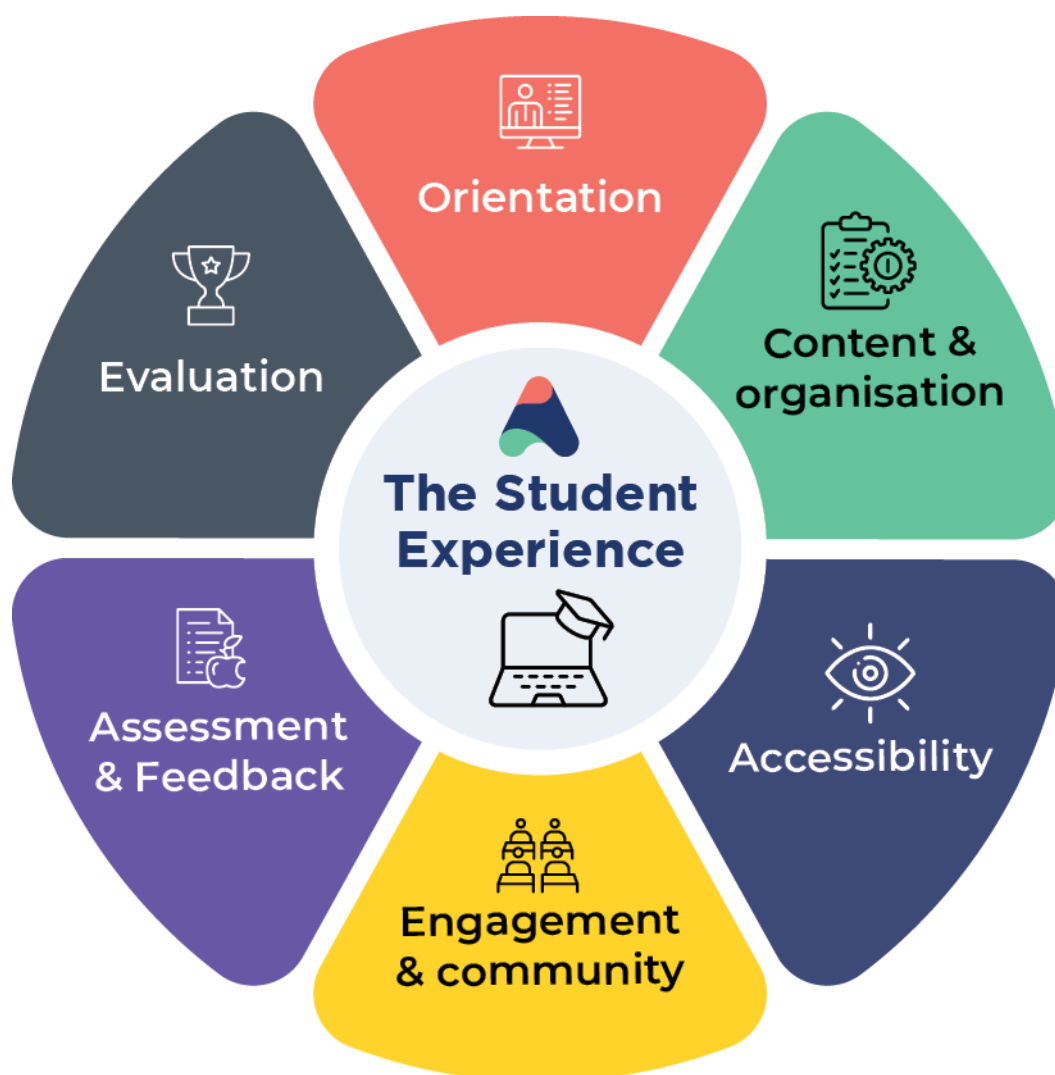 Orientation
Content &
organisation
Accessibility
Engagement
& community
Assessment
& Feedback
Evaluation
The Student
Experience